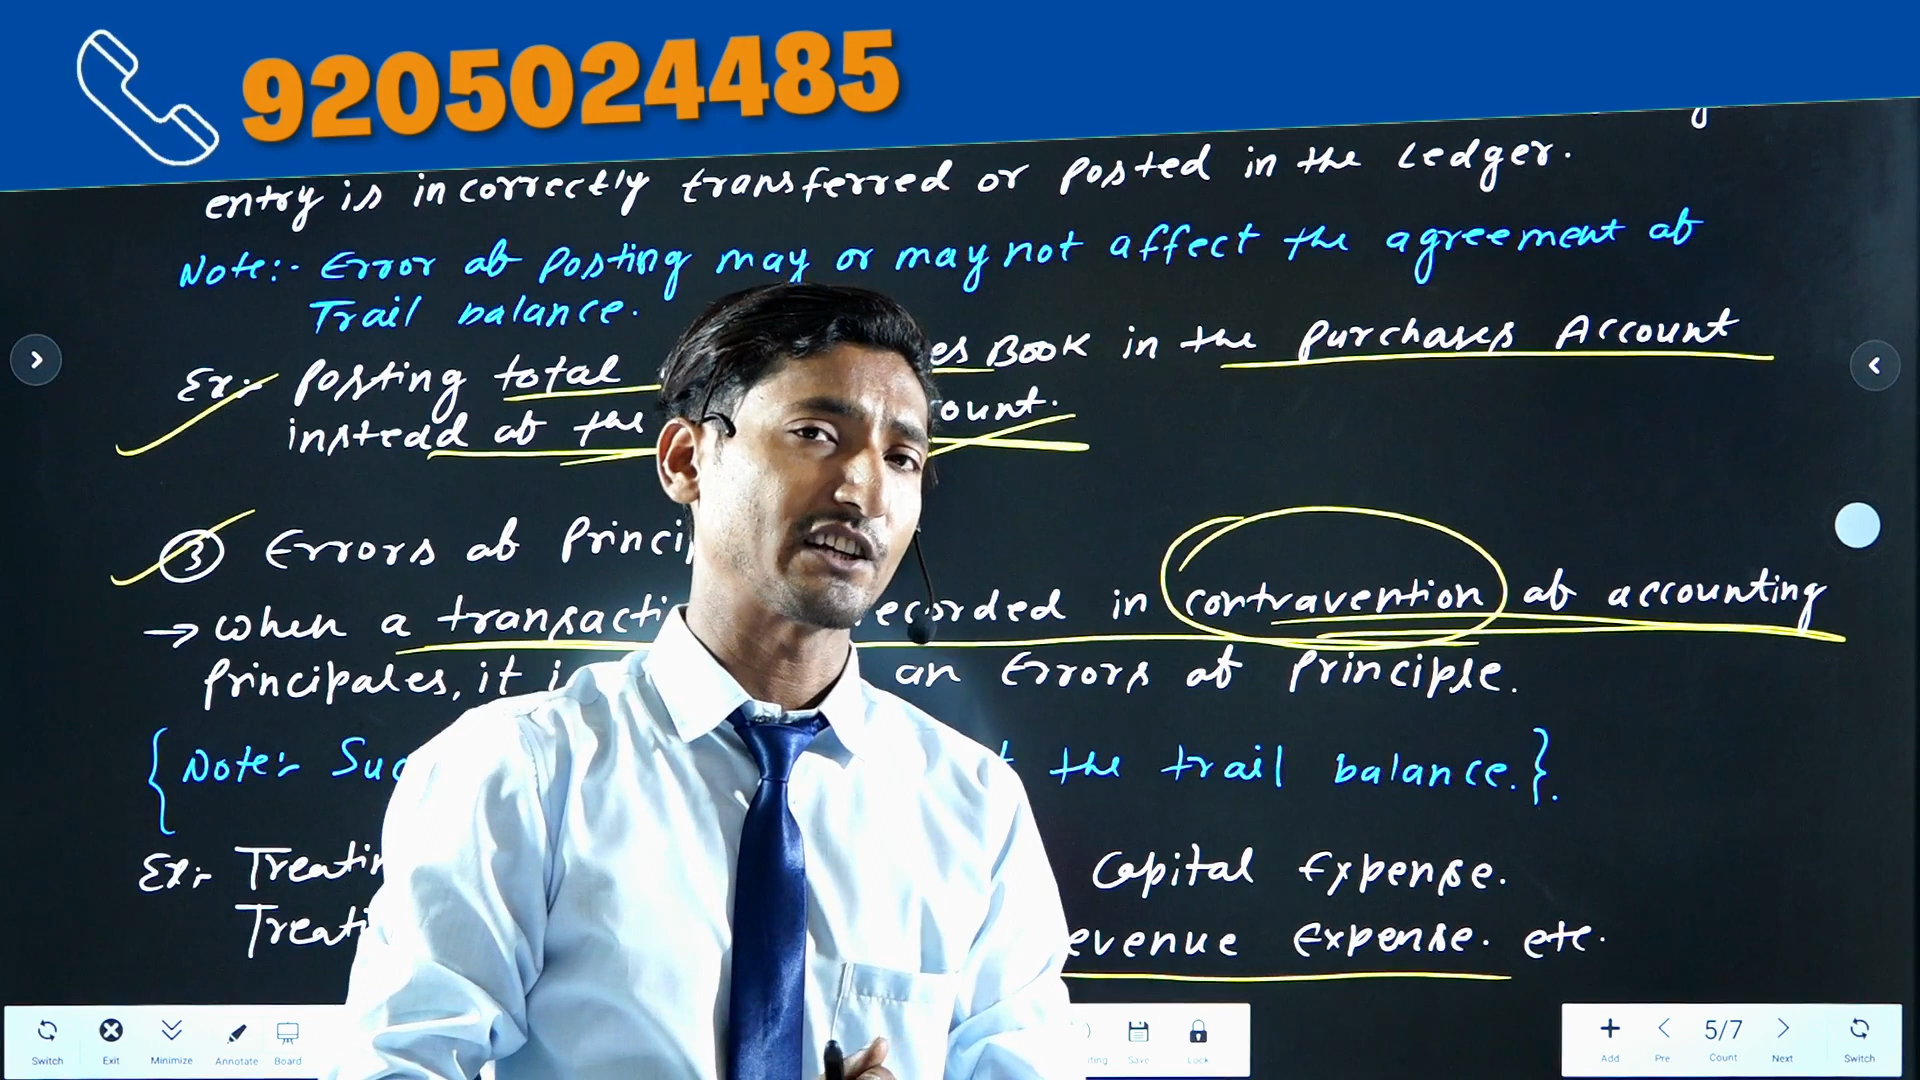 9205024485
entry is incorrectly transferred or posted in the Ledger.
Note:- Error of Posting may or may not affect the agreement of
Trail balance.
Ex:- Posting total es Book in the Purchases Account
instead of the ount.
③ Errors of Princi
→ When a transacti ecorded in contravention of accounting
Principales, it i an Errors of Principle.
{Note:- Suc t the trail balance.}.
Ex:- Treatin Capital Expense.
Treati evenue Expense. etc.
Switch Exit Minimize Annotate Board iting Save Lock Add Pre. 5/7 Count Next Switch